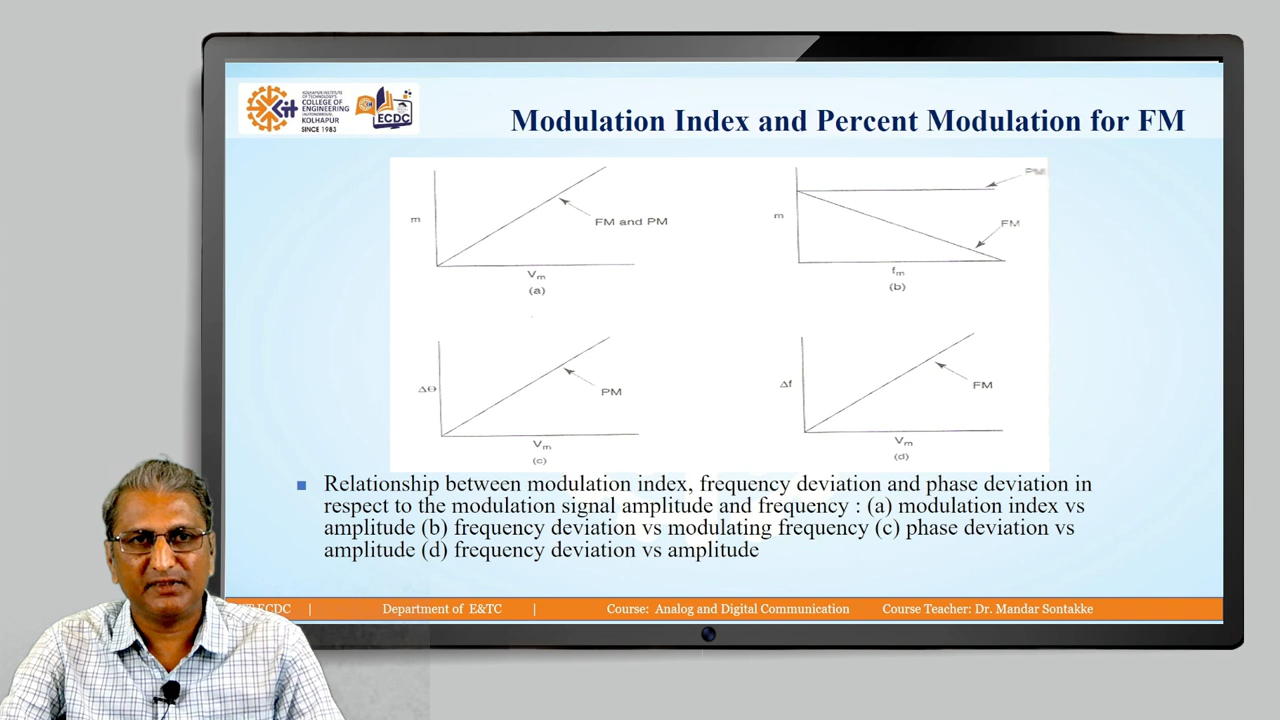 KOLHAPUR INSTITUTE
OF TECHNOLOGY'S
COLLEGE OF
ENGINEERING
(AUTONOMOUS),
KOLHAPUR
SINCE 1983
KIT
ECDC
Modulation Index and Percent Modulation for FM
m
FM and PM
Vm
(a)
m
PM
FM
fm
(b)
Δθ
PM
Vm
(c)
Δf
FM
Vm
(d)
■ Relationship between modulation index, frequency deviation and phase deviation in
respect to the modulation signal amplitude and frequency : (a) modulation index vs
amplitude (b) frequency deviation vs modulating frequency (c) phase deviation vs
amplitude (d) frequency deviation vs amplitude
ECDC | Department of E&TC | Course: Analog and Digital Communication Course Teacher: Dr. Mandar Sontakke